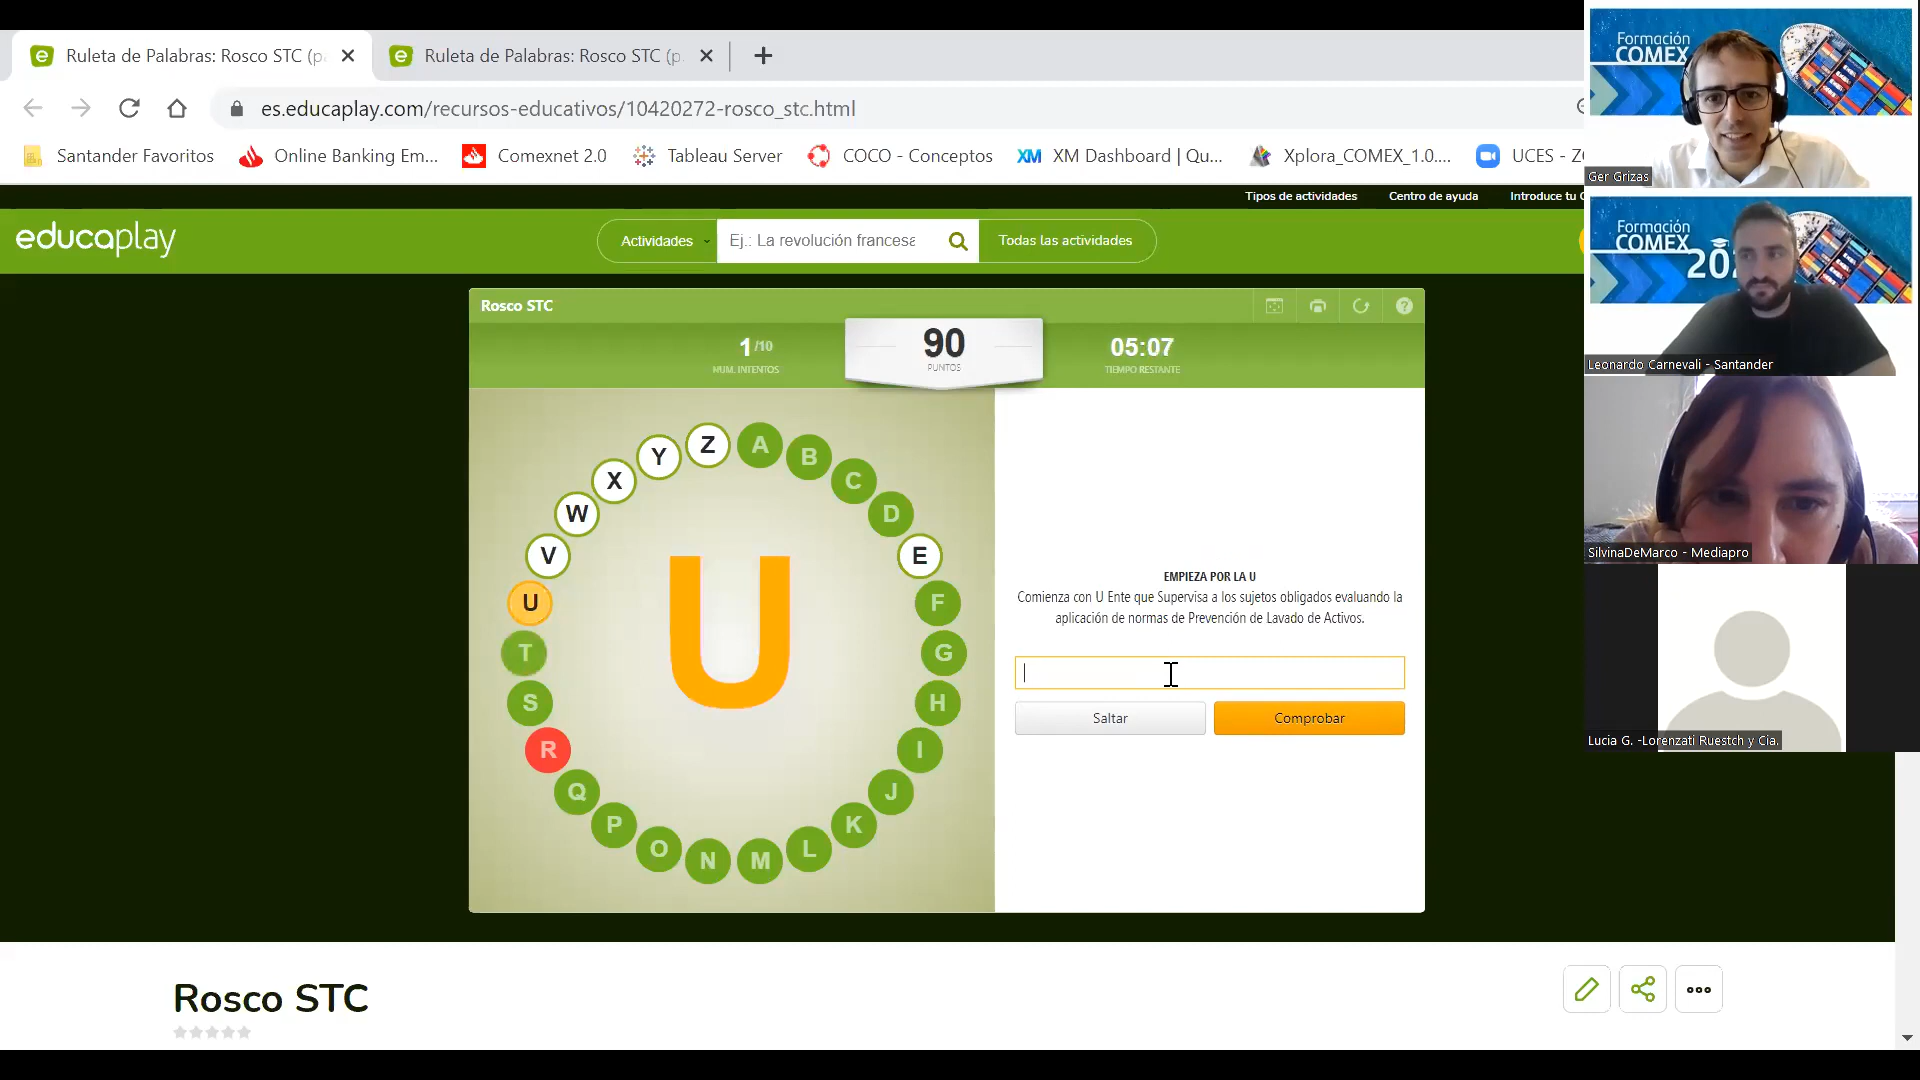 Ruleta de Palabras: Rosco STC (p
Ruleta de Palabras: Rosco STC (p
es.educaplay.com/recursos-educativos/10420272-rosco_stc.html
Santander Favoritos
Online Banking Em...
Comexnet 2.0
Tableau Server
COCO - Conceptos
XM
XM Dashboard | Qu...
Xplora_COMEX_1.0....
UCES - Z
Tipos de actividades
Centro de ayuda
Introduce tu
educaplay
Actividades
Ej.: La revolución francesa
Todas las actividades
Rosco STC
1/10
NUM. INTENTOS
90
PUNTOS
05:07
TIEMPO RESTANTE
A
B
C
D
E
F
G
H
I
J
K
L
M
N
O
P
Q
R
S
T
U
V
W
X
Y
Z
U
EMPIEZA POR LA U
Comienza con U Ente que Supervisa a los sujetos obligados evaluando la
aplicación de normas de Prevención de Lavado de Activos.
Saltar
Comprobar
Rosco STC
Formación
COMEX
Ger Grizas
Formación
COMEX
20
Leonardo Carnevali - Santander
SilvinaDeMarco - Mediapro
Lucia G. -Lorenzati Ruestch y Cia.